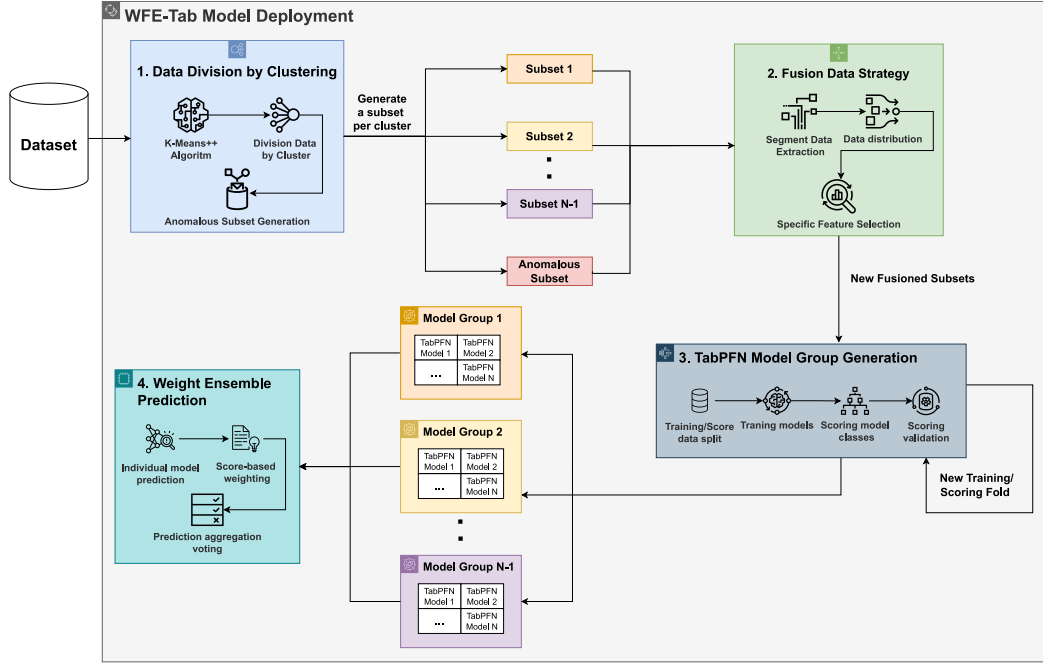 WFE-Tab Model Deployment
Dataset
1. Data Division by Clustering
K-Means++
Algoritm
Division Data
by Cluster
Anomalous Subset Generation
Generate
a subset
per cluster
Subset 1
Subset 2
Subset N-1
Anomalous
Subset
2. Fusion Data Strategy
Segment Data
Extraction
Data distribution
Specific Feature Selection
New Fusioned Subsets
3. TabPFN Model Group Generation
Training/Score
data split
Traning models
Scoring model
classes
Scoring
validation
New Training/
Scoring Fold
Model Group 1
TabPFN
Model 1
TabPFN
Model 2
...
TabPFN
Model N
Model Group 2
TabPFN
Model 1
TabPFN
Model 2
...
TabPFN
Model N
Model Group N-1
TabPFN
Model 1
TabPFN
Model 2
...
TabPFN
Model N
4. Weight Ensemble
Prediction
Individual model
prediction
Score-based
weighting
Prediction aggregation
voting